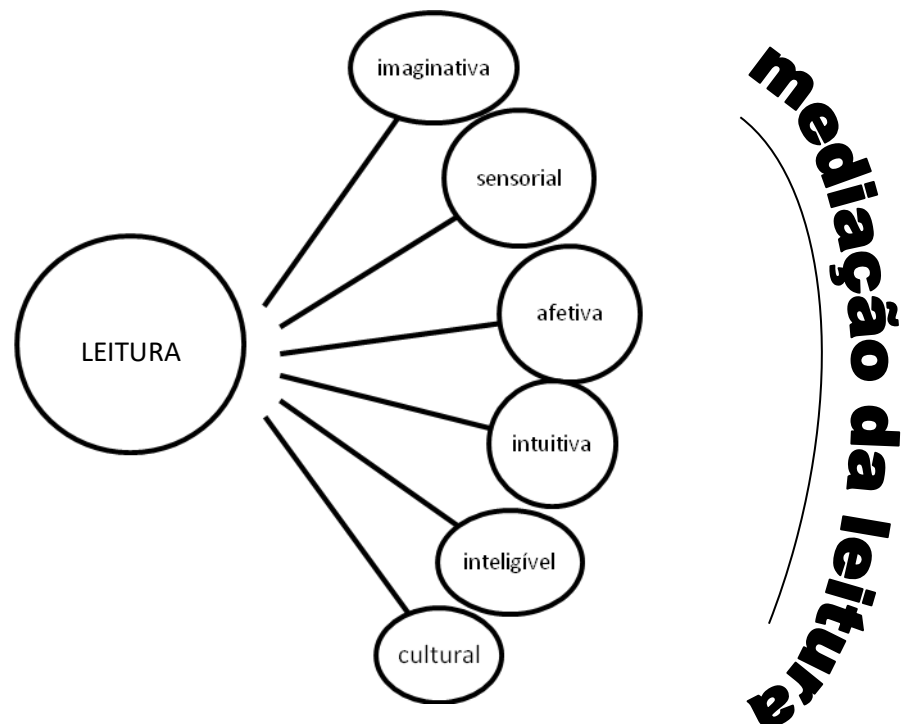 imaginativa
sensorial
afetiva
LEITURA
intuitiva
inteligível
cultural
mediação da leitura